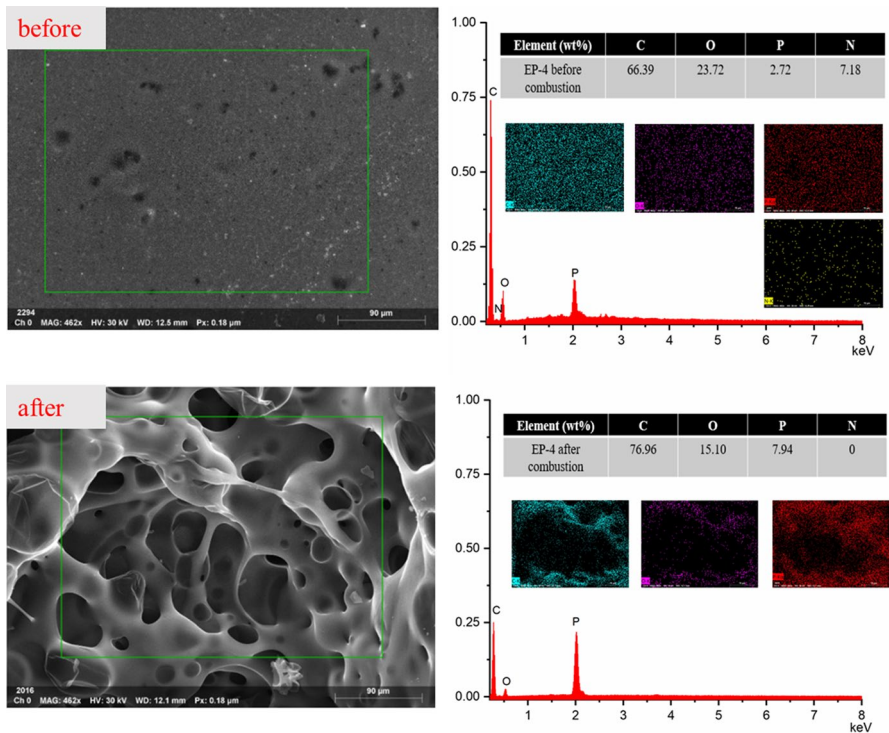 before
2294
Ch 0 MAG: 462x HV: 30 kV WD: 12.5 mm Px: 0.18 µm
90 µm
Element (wt%) C O P N
EP-4 before combustion 66.39 23.72 2.72 7.18
1.00
0.75
0.50
0.25
0.00
C
N
O
P
1 2 3 4 5 6 7 8
keV
after
2016
Ch 0 MAG: 462x HV: 30 kV WD: 12.1 mm Px: 0.18 µm
90 µm
Element (wt%) C O P N
EP-4 after combustion 76.96 15.10 7.94 0
1.00
0.75
0.50
0.25
0.00
C
O
P
1 2 3 4 5 6 7 8
keV